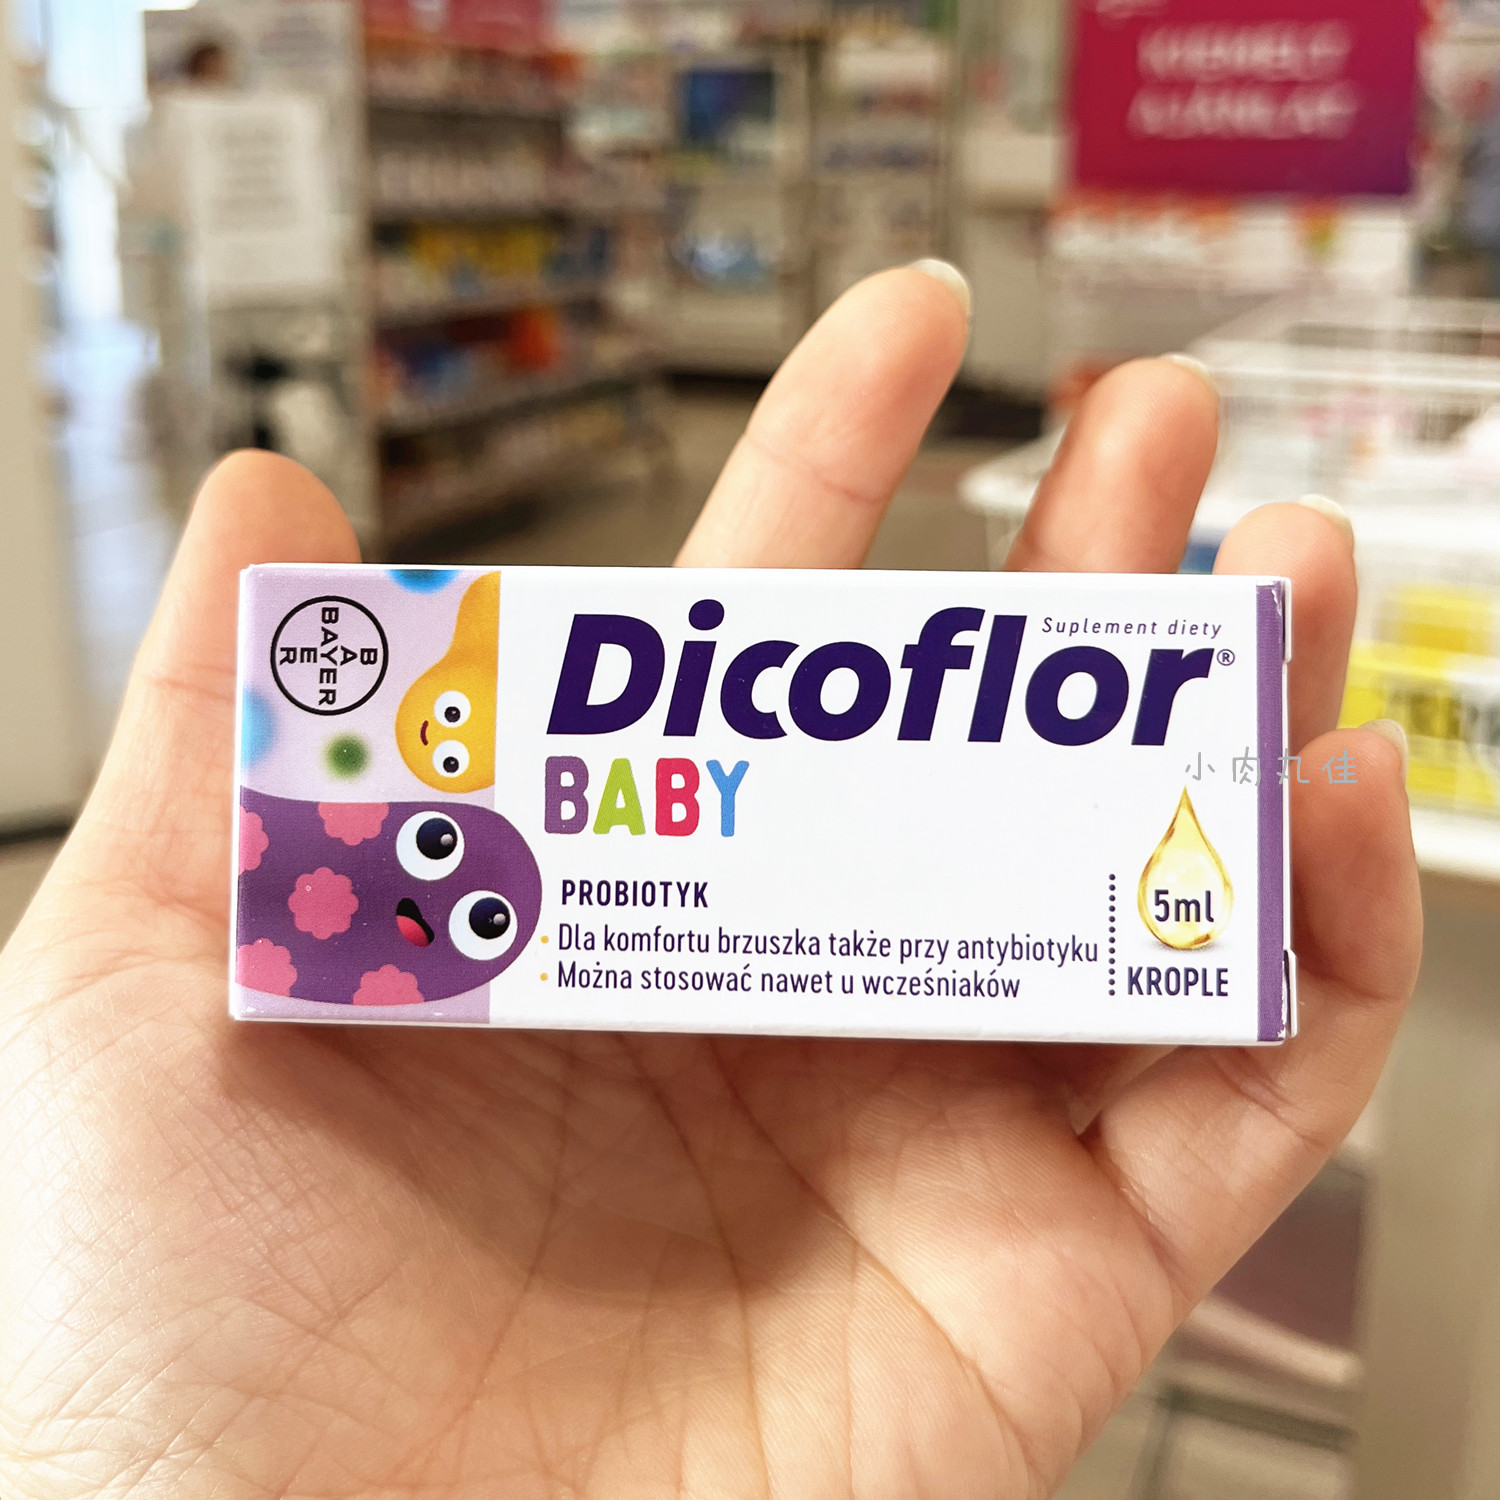 BAYER
BAYER
Dicoflor®
Suplement diety
BABY
小肉丸佳
PROBIOTYK
• Dla komfortu brzuszka także przy antybiotyku
• Można stosować nawet u wcześniaków
5ml
KROPLE